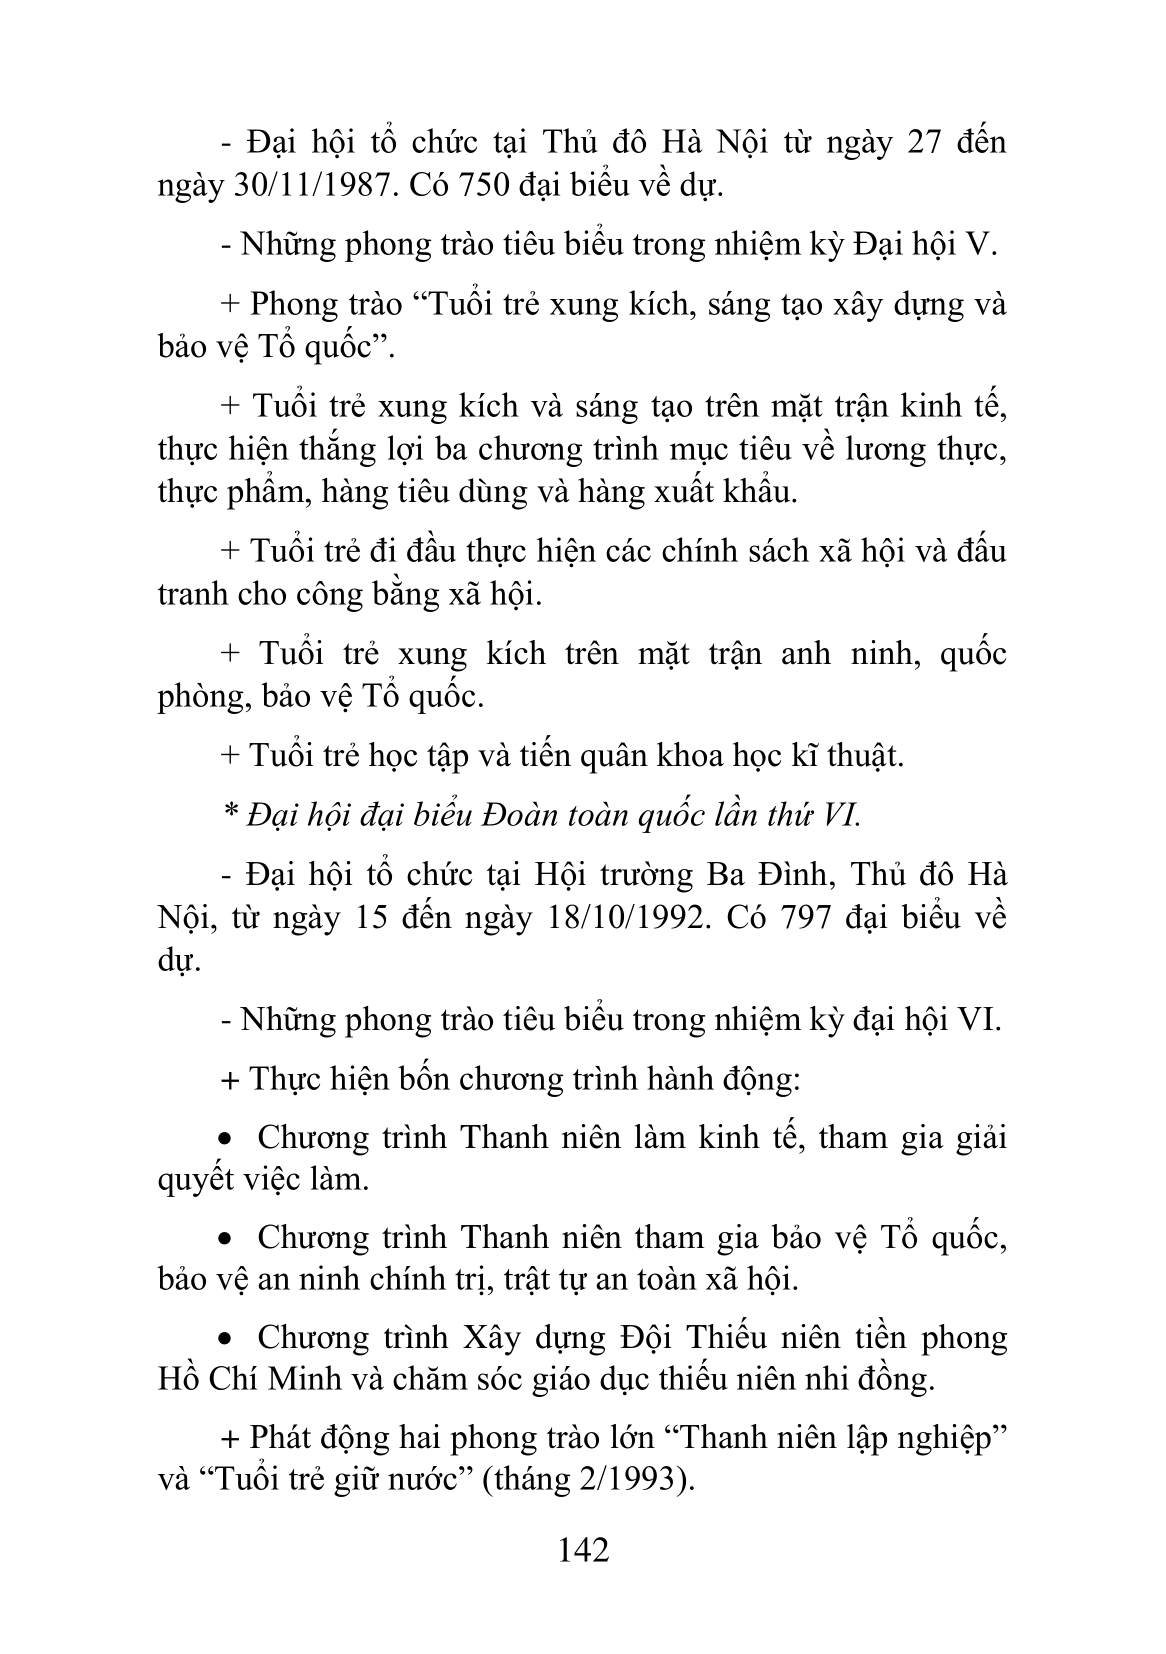 - Đại hội tổ chức tại Thủ đô Hà Nội từ ngày 27 đến
ngày 30/11/1987. Có 750 đại biểu về dự.
- Những phong trào tiêu biểu trong nhiệm kỳ Đại hội V.
+ Phong trào “Tuổi trẻ xung kích, sáng tạo xây dựng và
bảo vệ Tổ quốc”.
+ Tuổi trẻ xung kích và sáng tạo trên mặt trận kinh tế,
thực hiện thắng lợi ba chương trình mục tiêu về lương thực,
thực phẩm, hàng tiêu dùng và hàng xuất khẩu.
+ Tuổi trẻ đi đầu thực hiện các chính sách xã hội và đấu
tranh cho công bằng xã hội.
+ Tuổi trẻ xung kích trên mặt trận anh ninh, quốc
phòng, bảo vệ Tổ quốc.
+ Tuổi trẻ học tập và tiến quân khoa học kĩ thuật.
* Đại hội đại biểu Đoàn toàn quốc lần thứ VI.
- Đại hội tổ chức tại Hội trường Ba Đình, Thủ đô Hà
Nội, từ ngày 15 đến ngày 18/10/1992. Có 797 đại biểu về
dự.
- Những phong trào tiêu biểu trong nhiệm kỳ đại hội VI.
+ Thực hiện bốn chương trình hành động:
• Chương trình Thanh niên làm kinh tế, tham gia giải
quyết việc làm.
• Chương trình Thanh niên tham gia bảo vệ Tổ quốc,
bảo vệ an ninh chính trị, trật tự an toàn xã hội.
• Chương trình Xây dựng Đội Thiếu niên tiền phong
Hồ Chí Minh và chăm sóc giáo dục thiếu niên nhi đồng.
+ Phát động hai phong trào lớn “Thanh niên lập nghiệp”
và “Tuổi trẻ giữ nước” (tháng 2/1993).
142